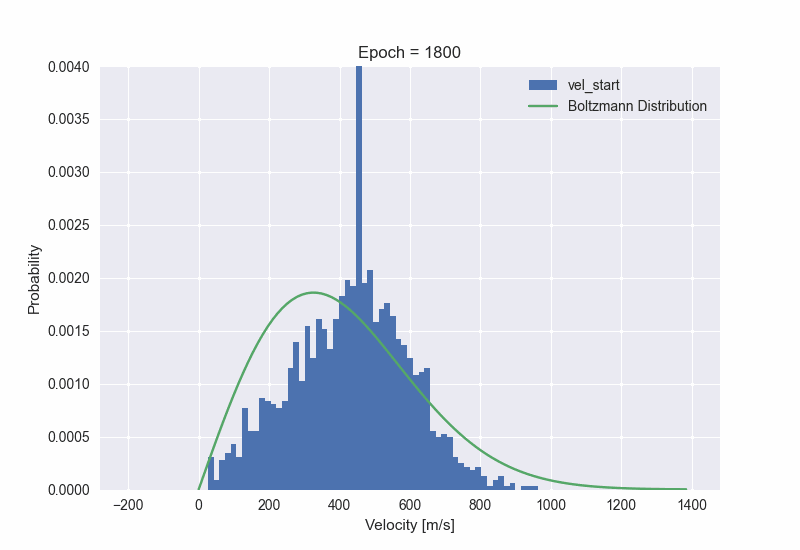 Epoch = 1800
vel_start
Boltzmann Distribution
0.0040
0.0035
0.0030
0.0025
0.0020
0.0015
0.0010
0.0005
0.0000
Probability
−200 0 200 400 600 800 1000 1200 1400
Velocity [m/s]